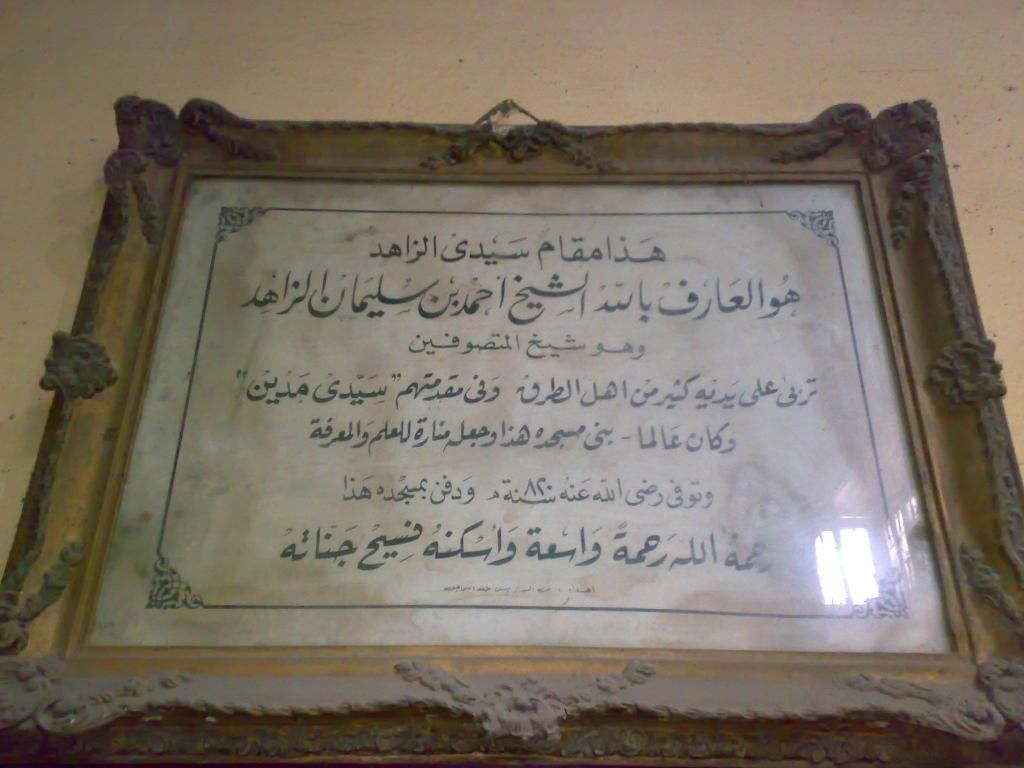 هذا مقام سيدى الزاهد
هو العارف بالله الشيخ أحمد بن سليمان الزاهد
وهو شيخ المتصوفين
تربى على يديه كثير من اهل الطرق وفى مقدمتهم "سيدى مدين"
وكان عالما - بنى مسجده هذا وجعله منارة للعلم والمعرفة
وتوفى رضى الله عنه سنة ٨٢٠ م ودفن بمسجده هذا
رحمه الله رحمة واسعة واسكنه فسيح جناته
اهداء